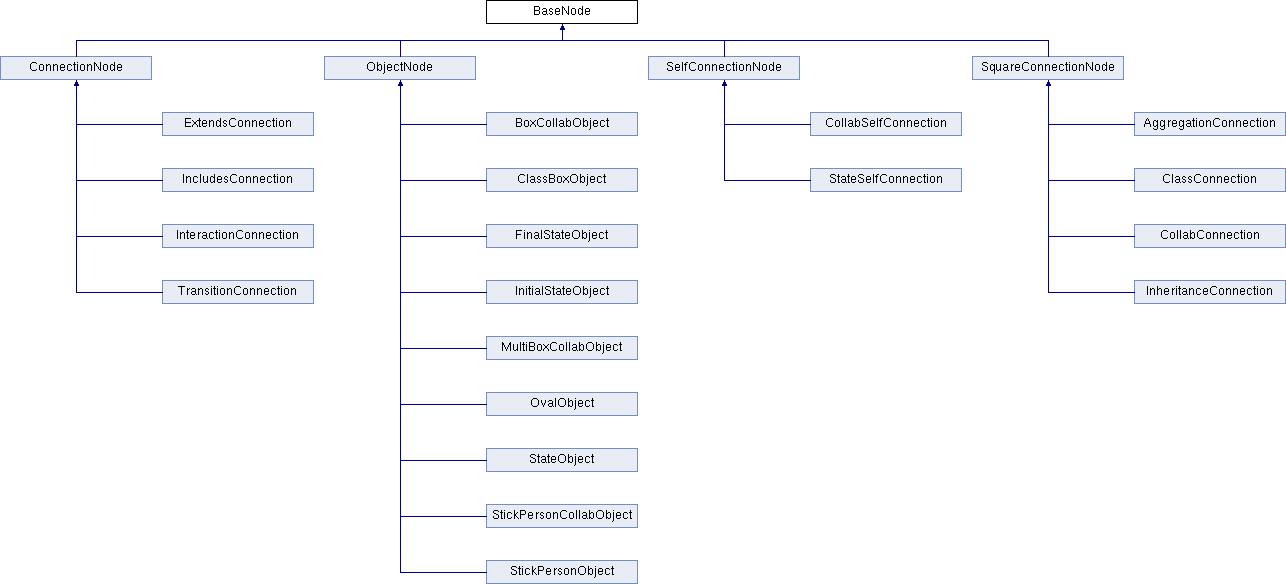 BaseNode
ConnectionNode
ObjectNode
SelfConnectionNode
SquareConnectionNode
ExtendsConnection
BoxCollabObject
CollabSelfConnection
AggregationConnection
IncludesConnection
ClassBoxObject
StateSelfConnection
ClassConnection
InteractionConnection
FinalStateObject
CollabConnection
TransitionConnection
InitialStateObject
InheritanceConnection
MultiBoxCollabObject
OvalObject
StateObject
StickPersonCollabObject
StickPersonObject